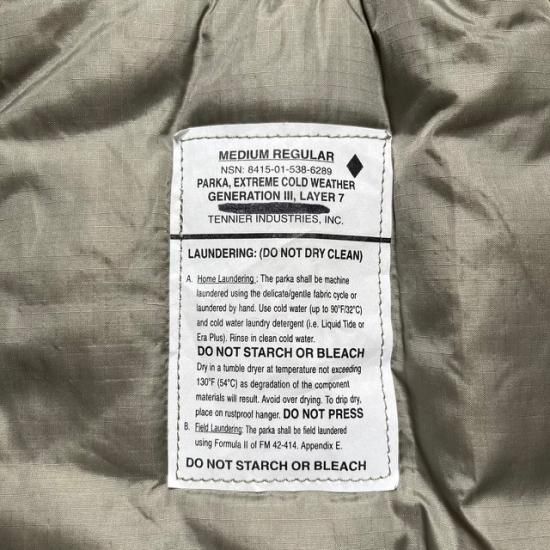 MEDIUM REGULAR
NSN: 8415-01-538-6289
PARKA, EXTREME COLD WEATHER
GENERATION III, LAYER 7
TENNIER INDUSTRIES, INC.
LAUNDERING: (DO NOT DRY CLEAN)
A. Home Laundering : The parka shall be machine
laundered using the delicate/gentle fabric cycle or
laundered by hand. Use cold water (up to 90°F/32°C)
and cold water laundry detergent (i.e. Liquid Tide or
Era Plus). Rinse in clean cold water.
DO NOT STARCH OR BLEACH
Dry in a tumble dryer at temperature not exceeding
130°F (54°C) as degradation of the component
materials will result. Avoid over drying. To drip dry,
place on rustproof hanger. DO NOT PRESS
B. Field Laundering: The parka shall be field laundered
using Formula II of FM 42-414. Appendix E.
DO NOT STARCH OR BLEACH